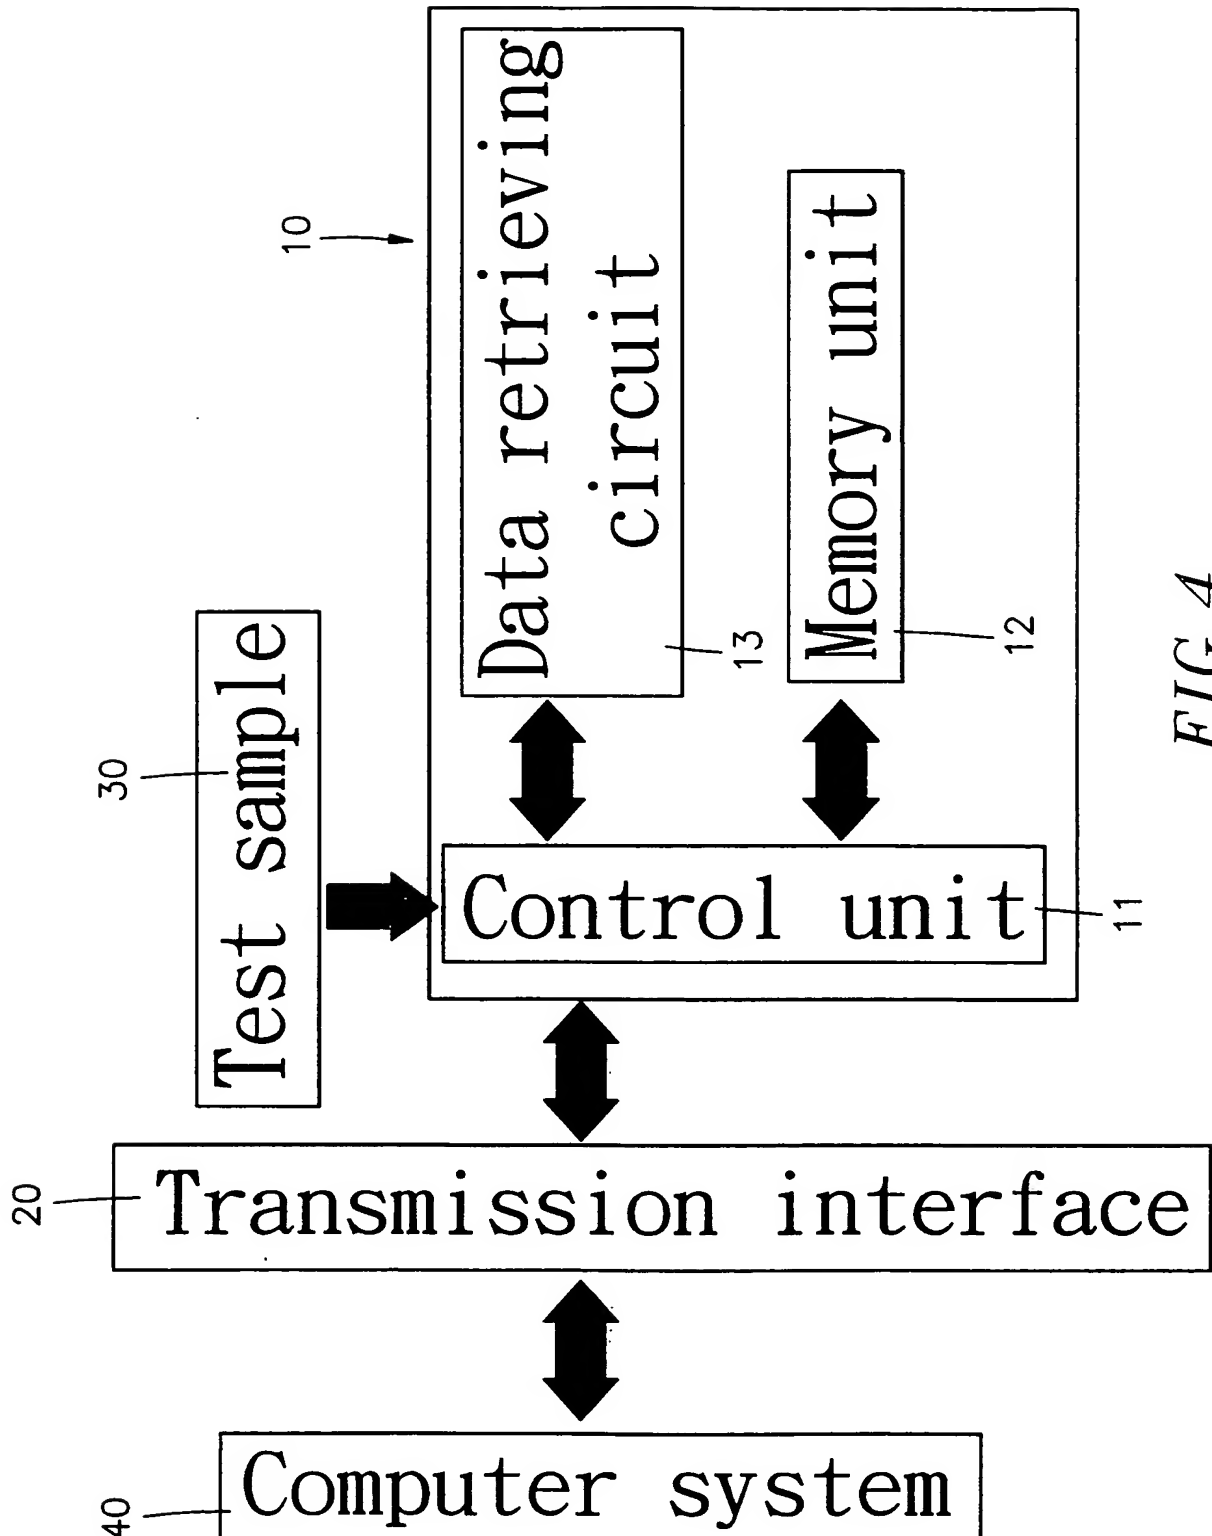 40
Computer system
20
Transmission interface
30
Test sample
10
Control unit
11
Data retrieving
circuit
13
Memory unit
12
FIG. 4